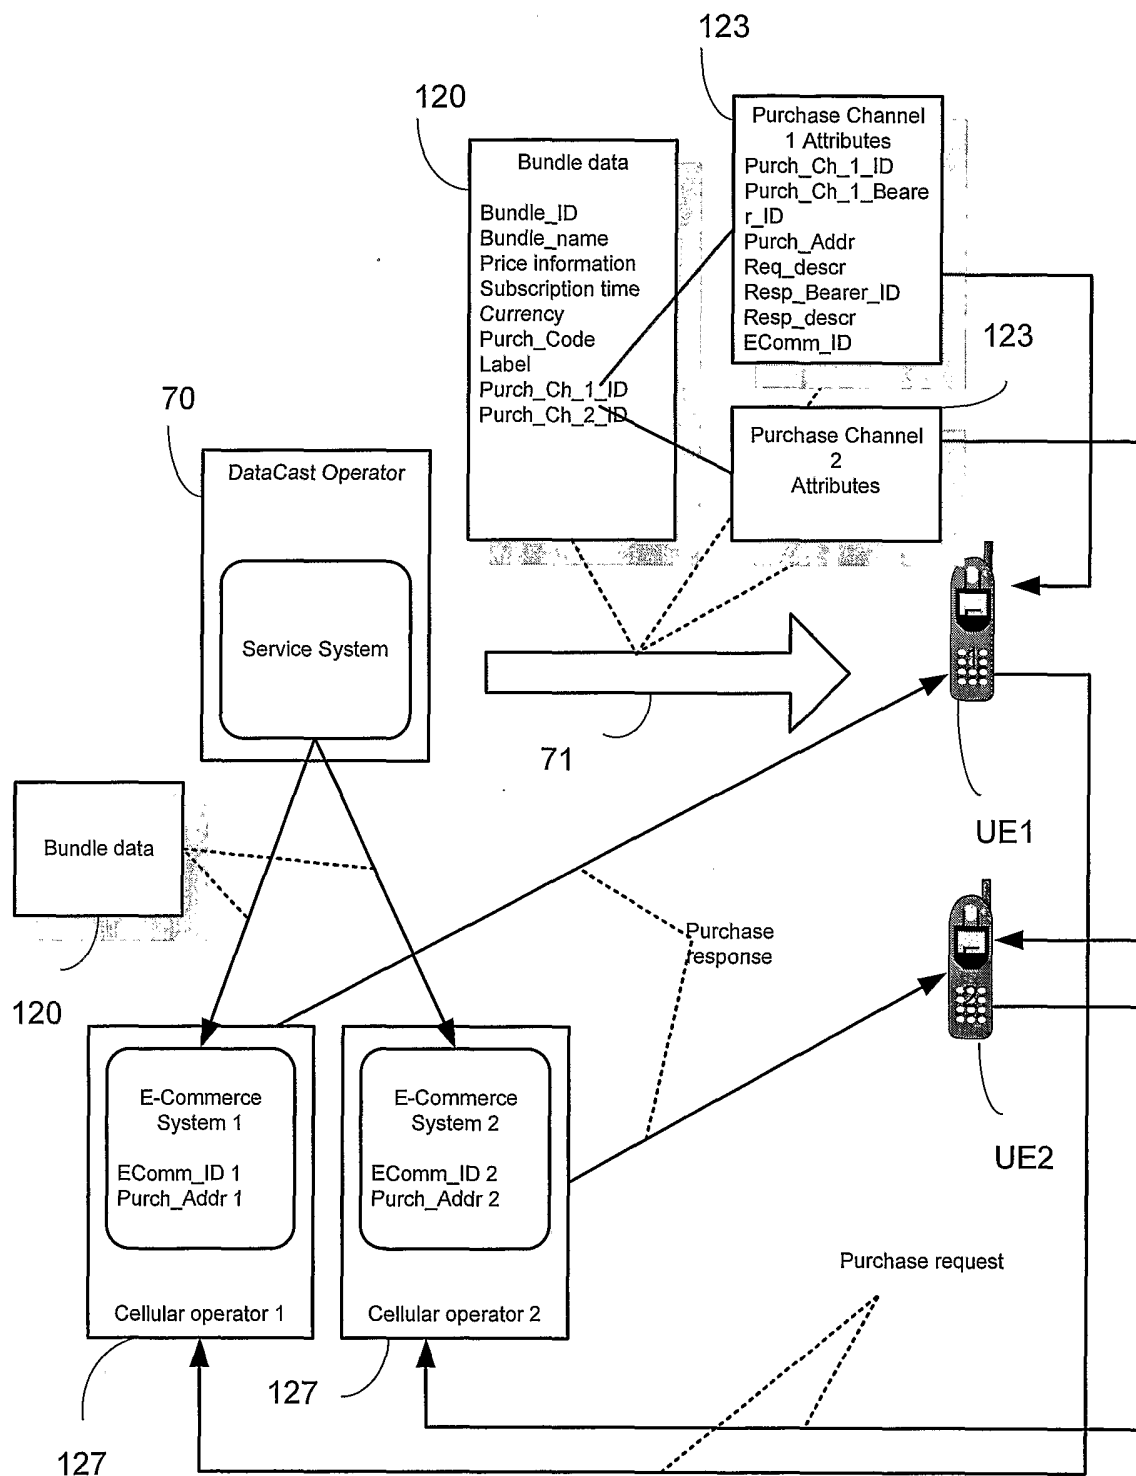 123
120
Purchase Channel
1 Attributes
Purch_Ch_1_ID
Purch_Ch_1_Beare
r_ID
Purch_Addr
Req_descr
Resp_Bearer_ID
Resp_descr
EComm_ID
Bundle data
Bundle_ID
Bundle_name
Price information
Subscription time
Currency
Purch_Code
Label
Purch_Ch_1_ID
Purch_Ch_2_ID
123
Purchase Channel
2
Attributes
70
DataCast Operator
Service System
71
1
UE1
Bundle data
120
Purchase
response
2
UE2
E-Commerce
System 1
EComm_ID 1
Purch_Addr 1
Cellular operator 1
E-Commerce
System 2
EComm_ID 2
Purch_Addr 2
Cellular operator 2
Purchase request
127
127